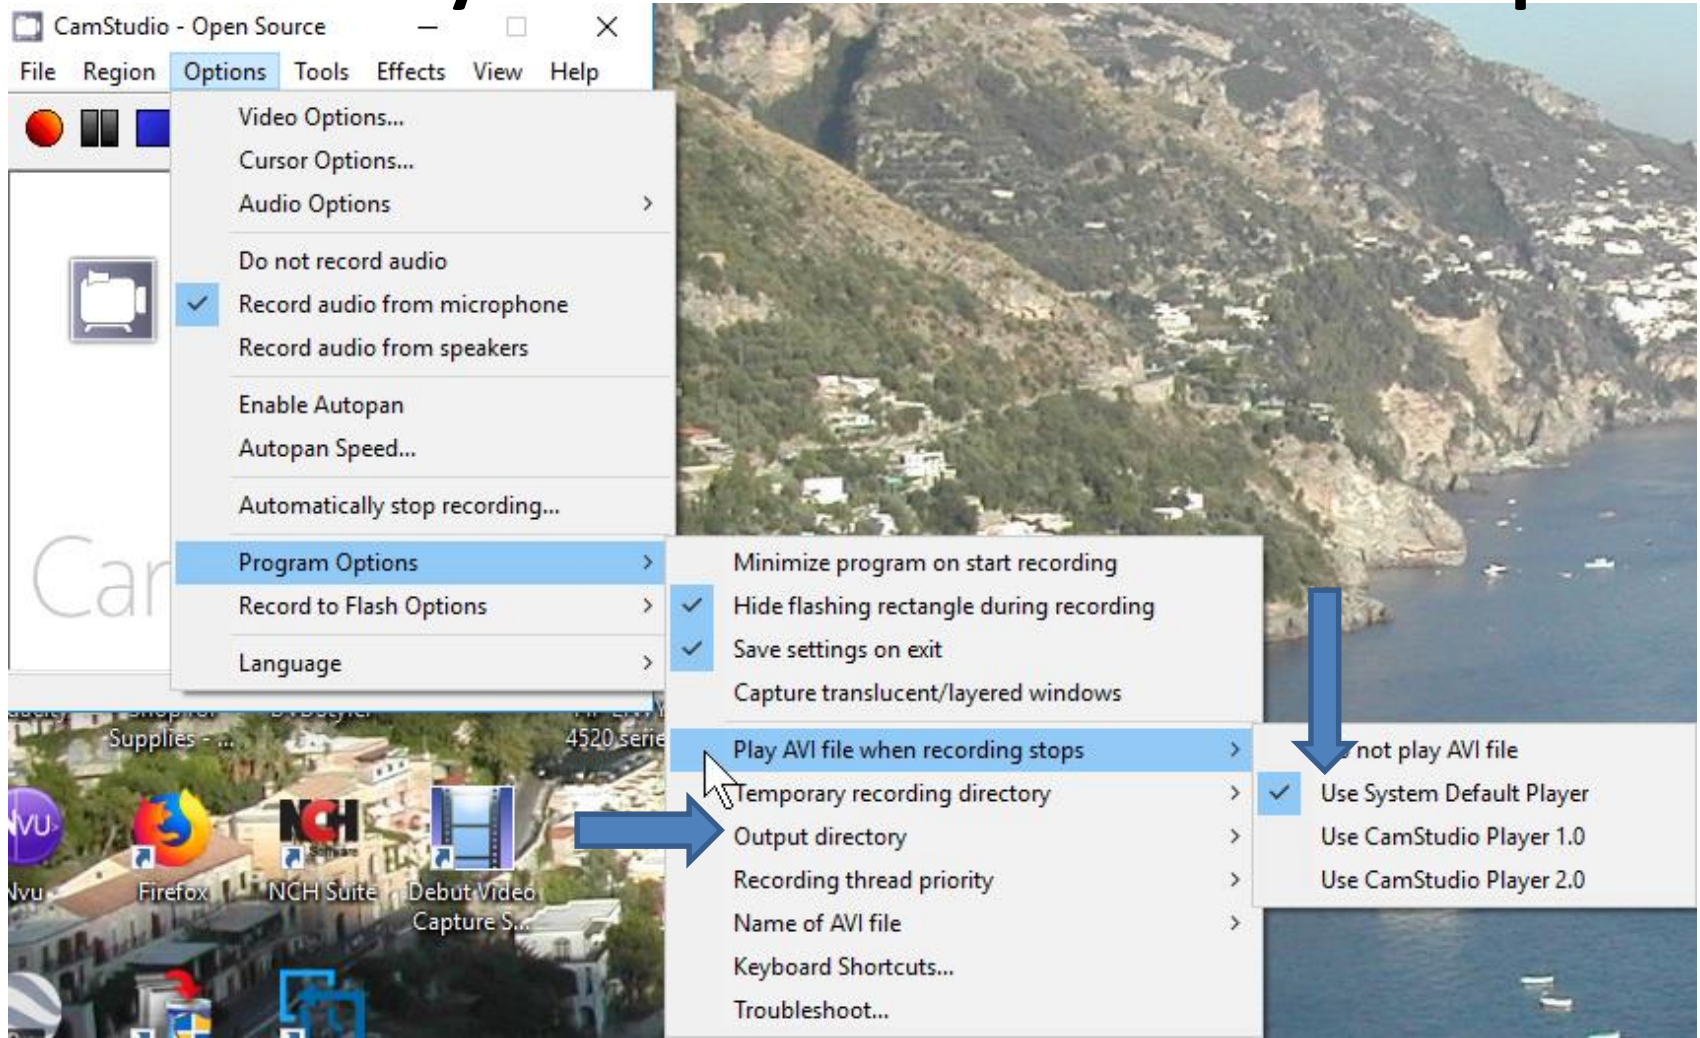 CamStudio - Open Source
File Region Options Tools Effects View Help
Video Options...
Cursor Options...
Audio Options
Do not record audio
Record audio from microphone
Record audio from speakers
Enable Autopan
Autopan Speed...
Automatically stop recording...
Program Options
Record to Flash Options
Language
Minimize program on start recording
Hide flashing rectangle during recording
Save settings on exit
Capture translucent/layered windows
Play AVI file when recording stops
Temporary recording directory
Output directory
Recording thread priority
Name of AVI file
Keyboard Shortcuts...
Troubleshoot...
not play AVI file
Use System Default Player
Use CamStudio Player 1.0
Use CamStudio Player 2.0
Cam
Supplies - ...
4520 serie
NCH
Software
Nvu
Firefox
NCH Suite
Debut Video
Capture S...